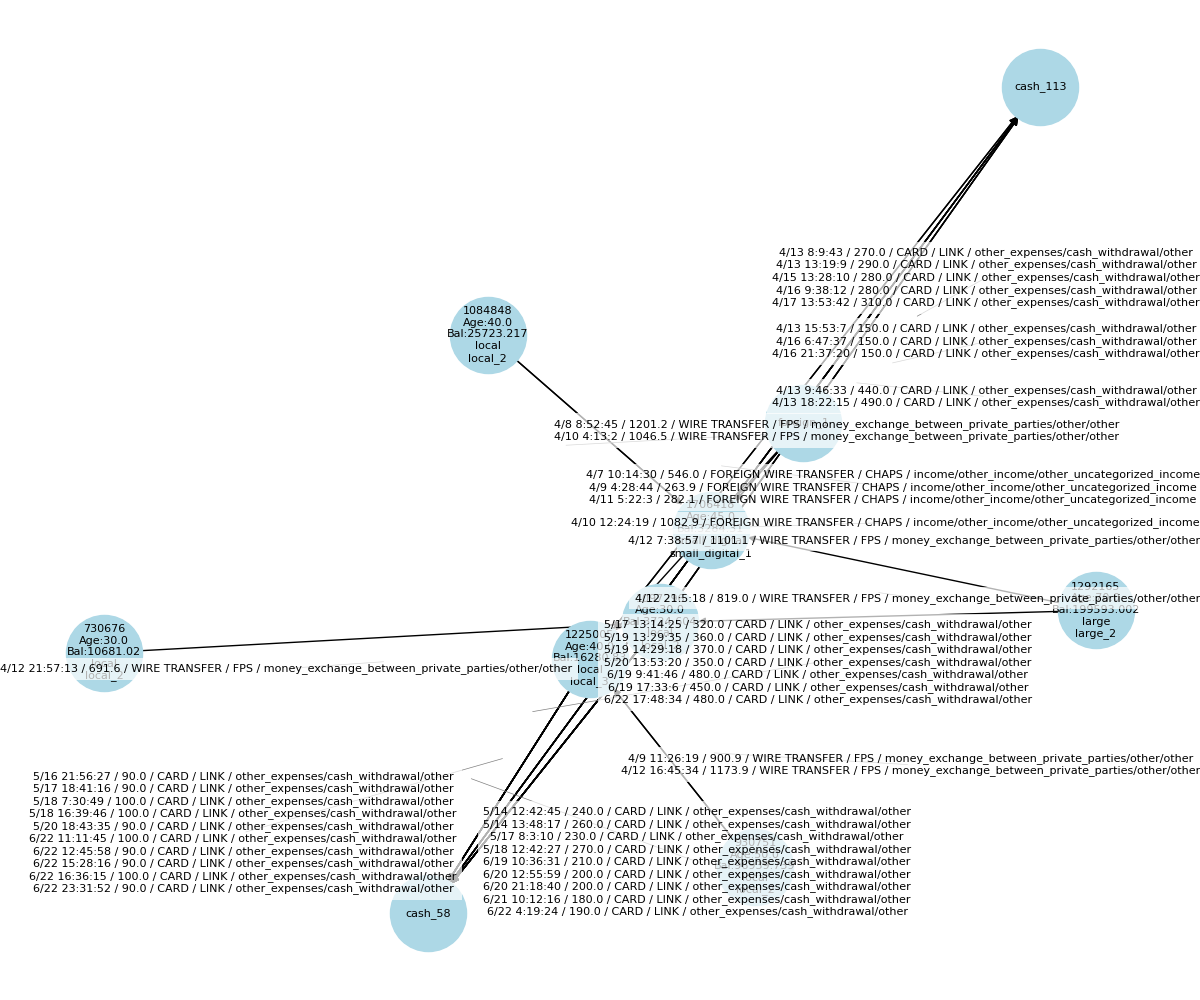 cash_113
4/13 8:9:43 / 270.0 / CARD / LINK / other_expenses/cash_withdrawal/other
4/13 13:19:9 / 290.0 / CARD / LINK / other_expenses/cash_withdrawal/other
4/15 13:28:10 / 280.0 / CARD / LINK / other_expenses/cash_withdrawal/other
4/16 9:38:12 / 280.0 / CARD / LINK / other_expenses/cash_withdrawal/other
4/17 13:53:42 / 310.0 / CARD / LINK / other_expenses/cash_withdrawal/other
1084848
Age:40.0
Bal:25723.217
local
local_2
4/13 15:53:7 / 150.0 / CARD / LINK / other_expenses/cash_withdrawal/other
4/16 6:47:37 / 150.0 / CARD / LINK / other_expenses/cash_withdrawal/other
4/16 21:37:20 / 150.0 / CARD / LINK / other_expenses/cash_withdrawal/other
4/13 9:46:33 / 440.0 / CARD / LINK / other_expenses/cash_withdrawal/other
4/13 18:22:15 / 490.0 / CARD / LINK / other_expenses/cash_withdrawal/other
4/8 8:52:45 / 1201.2 / WIRE TRANSFER / FPS / money_exchange_between_private_parties/other/other
4/10 4:13:2 / 1046.5 / WIRE TRANSFER / FPS / money_exchange_between_private_parties/other/other
4/7 10:14:30 / 546.0 / FOREIGN WIRE TRANSFER / CHAPS / income/other_income/other_uncategorized_income
4/9 4:28:44 / 263.9 / FOREIGN WIRE TRANSFER / CHAPS / income/other_income/other_uncategorized_income
4/11 5:22:3 / 282.1 / FOREIGN WIRE TRANSFER / CHAPS / income/other_income/other_uncategorized_income
1706416
Age:45.0
4/10 12:24:19 / 1082.9 / FOREIGN WIRE TRANSFER / CHAPS / income/other_income/other_uncategorized_income
4/12 7:38:57 / 1101.1 / WIRE TRANSFER / FPS / money_exchange_between_private_parties/other/other
small_digital_1
1292165
Bal:199593.002
large
large_2
4/12 21:5:18 / 819.0 / WIRE TRANSFER / FPS / money_exchange_between_private_parties/other/other
Age:30.0
5/17 13:14:25 / 360.0 / CARD / LINK / other_expenses/cash_withdrawal/other
5/19 13:29:35 / 360.0 / CARD / LINK / other_expenses/cash_withdrawal/other
5/19 14:29:18 / 370.0 / CARD / LINK / other_expenses/cash_withdrawal/other
5/20 13:53:20 / 350.0 / CARD / LINK / other_expenses/cash_withdrawal/other
6/19 9:41:46 / 480.0 / CARD / LINK / other_expenses/cash_withdrawal/other
6/19 17:33:6 / 450.0 / CARD / LINK / other_expenses/cash_withdrawal/other
6/22 17:48:34 / 480.0 / CARD / LINK / other_expenses/cash_withdrawal/other
730676
Age:30.0
Bal:10681.02
local
local_2
4/12 21:57:13 / 691.6 / WIRE TRANSFER / FPS / money_exchange_between_private_parties/other/other
4/9 11:26:19 / 900.9 / WIRE TRANSFER / FPS / money_exchange_between_private_parties/other/other
4/12 16:45:34 / 1173.9 / WIRE TRANSFER / FPS / money_exchange_between_private_parties/other/other
5/16 21:56:27 / 90.0 / CARD / LINK / other_expenses/cash_withdrawal/other
5/17 18:41:16 / 90.0 / CARD / LINK / other_expenses/cash_withdrawal/other
5/18 7:30:49 / 100.0 / CARD / LINK / other_expenses/cash_withdrawal/other
5/18 16:39:46 / 100.0 / CARD / LINK / other_expenses/cash_withdrawal/other
5/20 18:43:35 / 90.0 / CARD / LINK / other_expenses/cash_withdrawal/other
6/22 11:11:45 / 100.0 / CARD / LINK / other_expenses/cash_withdrawal/other
6/22 12:45:58 / 90.0 / CARD / LINK / other_expenses/cash_withdrawal/other
6/22 15:28:16 / 90.0 / CARD / LINK / other_expenses/cash_withdrawal/other
6/22 16:36:15 / 100.0 / CARD / LINK / other_expenses/cash_withdrawal/other
6/22 23:31:52 / 90.0 / CARD / LINK / other_expenses/cash_withdrawal/other
5/14 12:42:45 / 240.0 / CARD / LINK / other_expenses/cash_withdrawal/other
5/14 13:48:17 / 260.0 / CARD / LINK / other_expenses/cash_withdrawal/other
5/17 8:3:10 / 230.0 / CARD / LINK / other_expenses/cash_withdrawal/other
5/18 12:42:27 / 270.0 / CARD / LINK / other_expenses/cash_withdrawal/other
6/19 10:36:31 / 210.0 / CARD / LINK / other_expenses/cash_withdrawal/other
6/20 12:55:59 / 200.0 / CARD / LINK / other_expenses/cash_withdrawal/other
6/20 21:18:40 / 200.0 / CARD / LINK / other_expenses/cash_withdrawal/other
6/21 10:12:16 / 180.0 / CARD / LINK / other_expenses/cash_withdrawal/other
6/22 4:19:24 / 190.0 / CARD / LINK / other_expenses/cash_withdrawal/other
cash_58